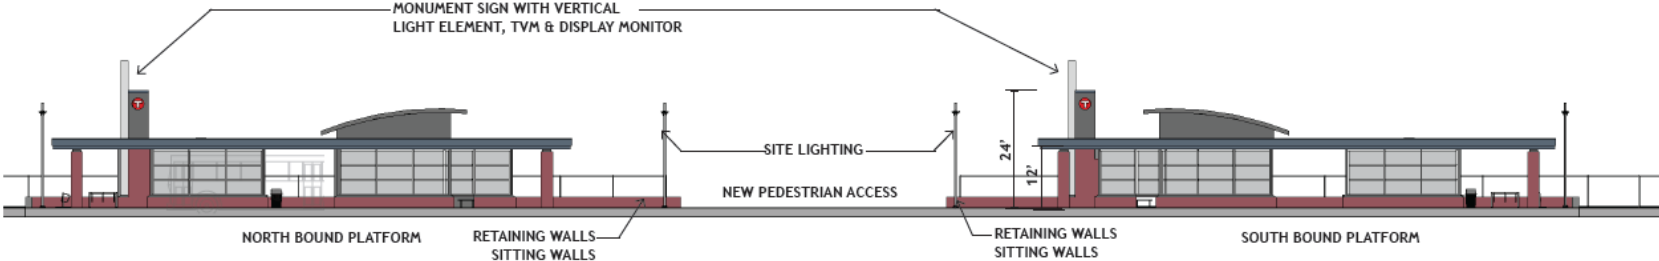 MONUMENT SIGN WITH VERTICAL
LIGHT ELEMENT, TVM & DISPLAY MONITOR
T
T
24'
12'
SITE LIGHTING
NEW PEDESTRIAN ACCESS
NORTH BOUND PLATFORM
RETAINING WALLS
SITTING WALLS
RETAINING WALLS
SITTING WALLS
SOUTH BOUND PLATFORM